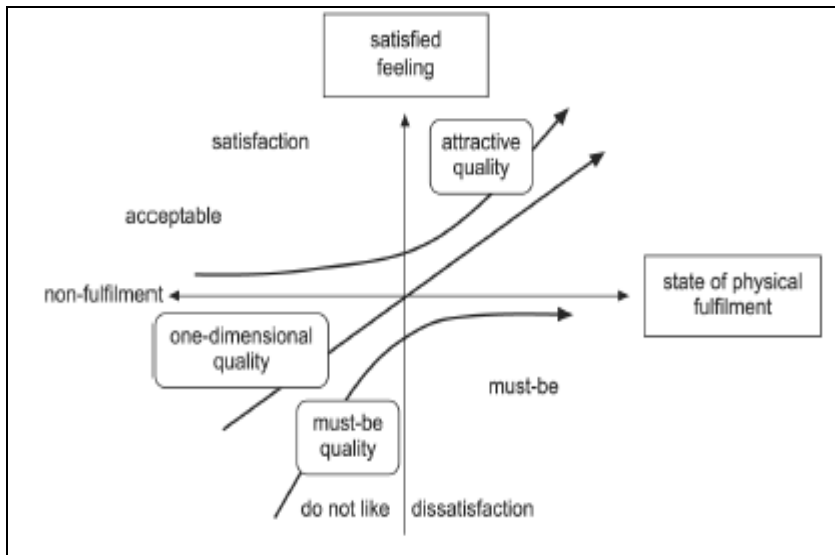 satisfied
feeling
satisfaction
attractive
quality
acceptable
non-fulfilment
state of physical
fulfilment
one-dimensional
quality
must-be
must-be
quality
do not like
dissatisfaction